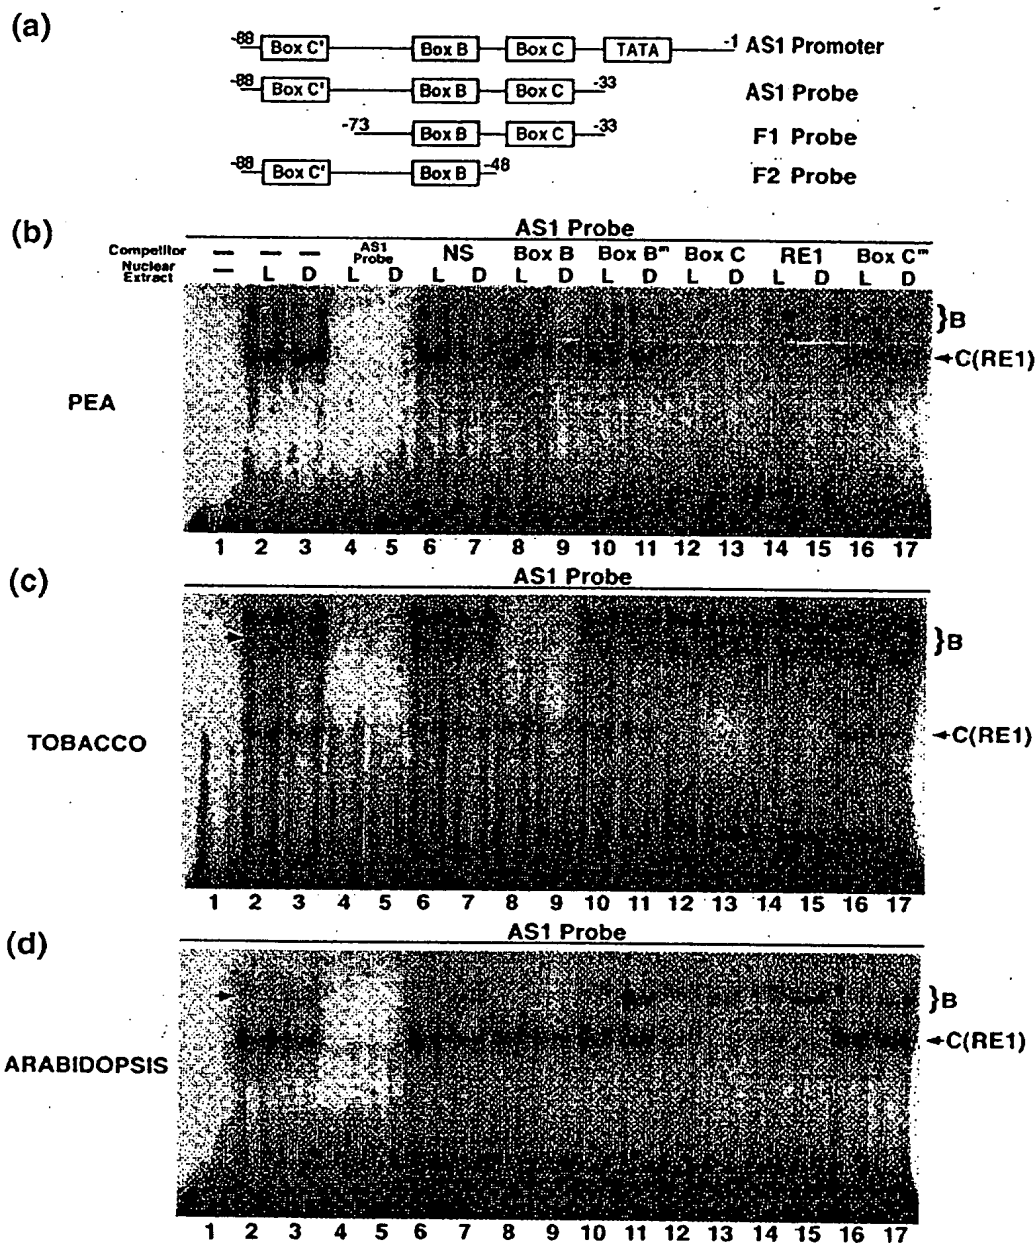 (a)
-88 Box C' Box B Box C TATA -1 AS1 Promoter
-88 Box C' Box B Box C -33 AS1 Probe
-73 Box B Box C -33 F1 Probe
-88 Box C' Box B -48 F2 Probe
(b)
AS1 Probe
Competitor — — — AS1 Probe NS Box B Box Bᵐ Box C RE1 Box Cᵐ
Nuclear Extract — L D L D L D L D L D L D L D L D
}B
PEA
C(RE1)
1 2 3 4 5 6 7 8 9 10 11 12 13 14 15 16 17
(c)
AS1 Probe
}B
TOBACCO
C(RE1)
1 2 3 4 5 6 7 8 9 10 11 12 13 14 15 16 17
(d)
AS1 Probe
}B
C(RE1)
ARABIDOPSIS
1 2 3 4 5 6 7 8 9 10 11 12 13 14 15 16 17